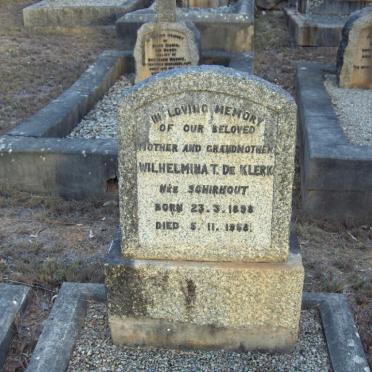 IN LOVING MEMORY
OF OUR BELOVED
MOTHER AND GRANDMOTHER
WILHELMINA T. DE KLERK
NÉE SCHIRHOUT
BORN 23. 3. 1898
DIED 5. 11. 1968.